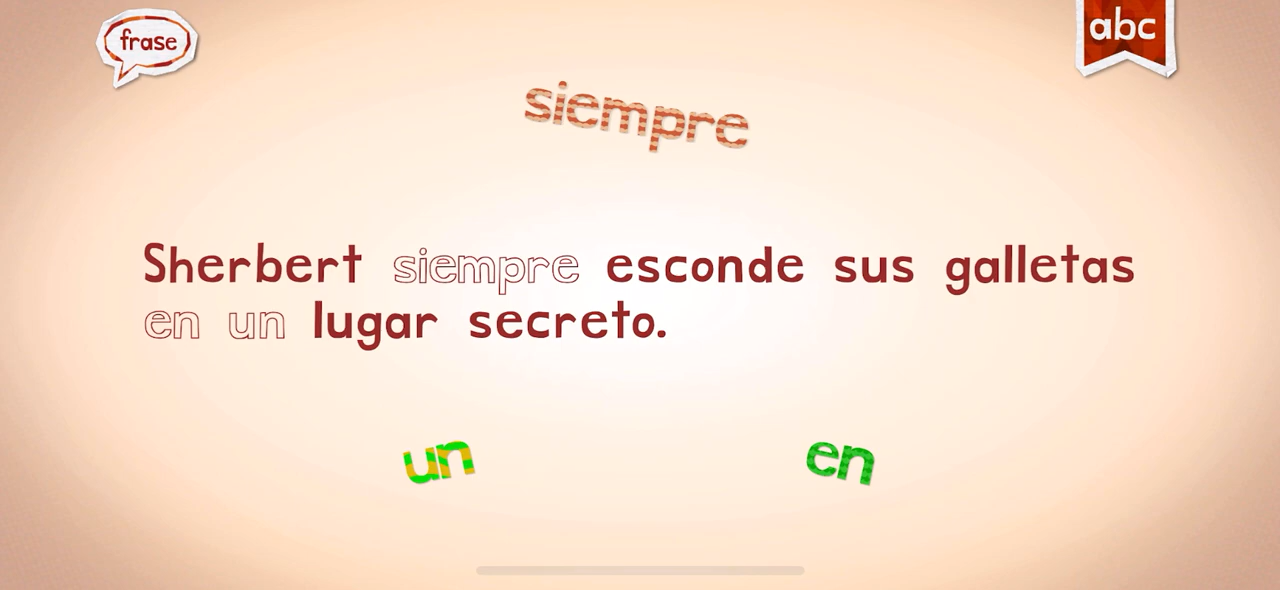 frase
abc
siempre
Sherbert siempre esconde sus galletas
en un lugar secreto.
un
en